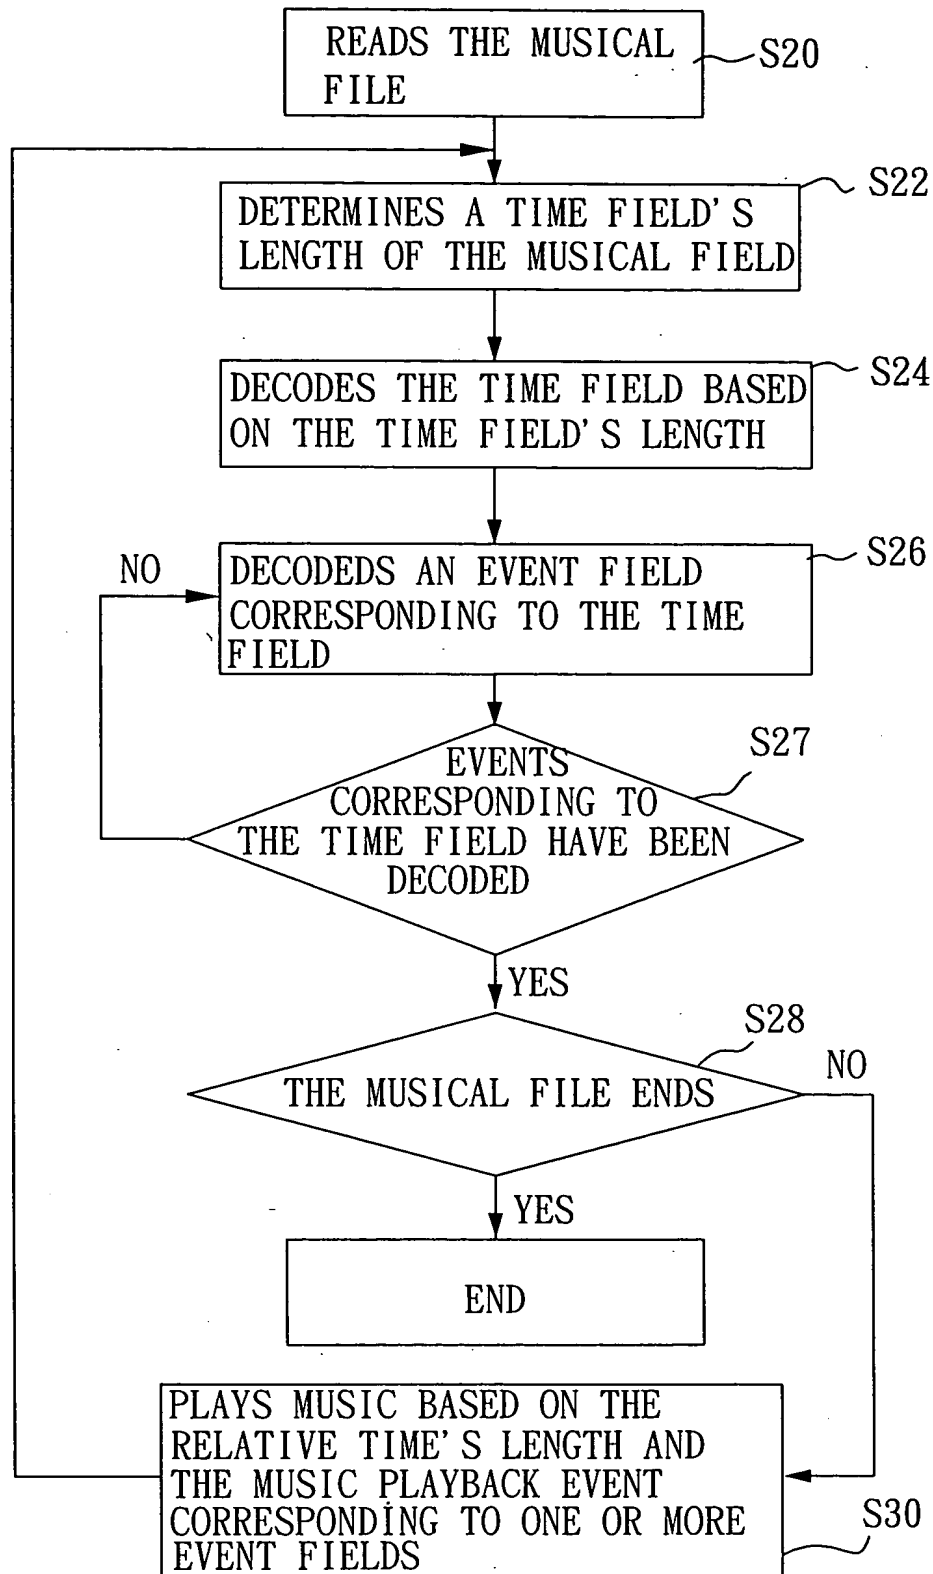 READS THE MUSICAL
FILE
S20
S22
DETERMINES A TIME FIELD'S
LENGTH OF THE MUSICAL FIELD
S24
DECODES THE TIME FIELD BASED
ON THE TIME FIELD'S LENGTH
S26
NO
DECODEDS AN EVENT FIELD
CORRESPONDING TO THE TIME
FIELD
S27
EVENTS
CORRESPONDING TO
THE TIME FIELD HAVE BEEN
DECODED
YES
S28
NO
THE MUSICAL FILE ENDS
YES
END
PLAYS MUSIC BASED ON THE
RELATIVE TIME'S LENGTH AND
THE MUSIC PLAYBACK EVENT
CORRESPONDING TO ONE OR MORE
EVENT FIELDS
S30